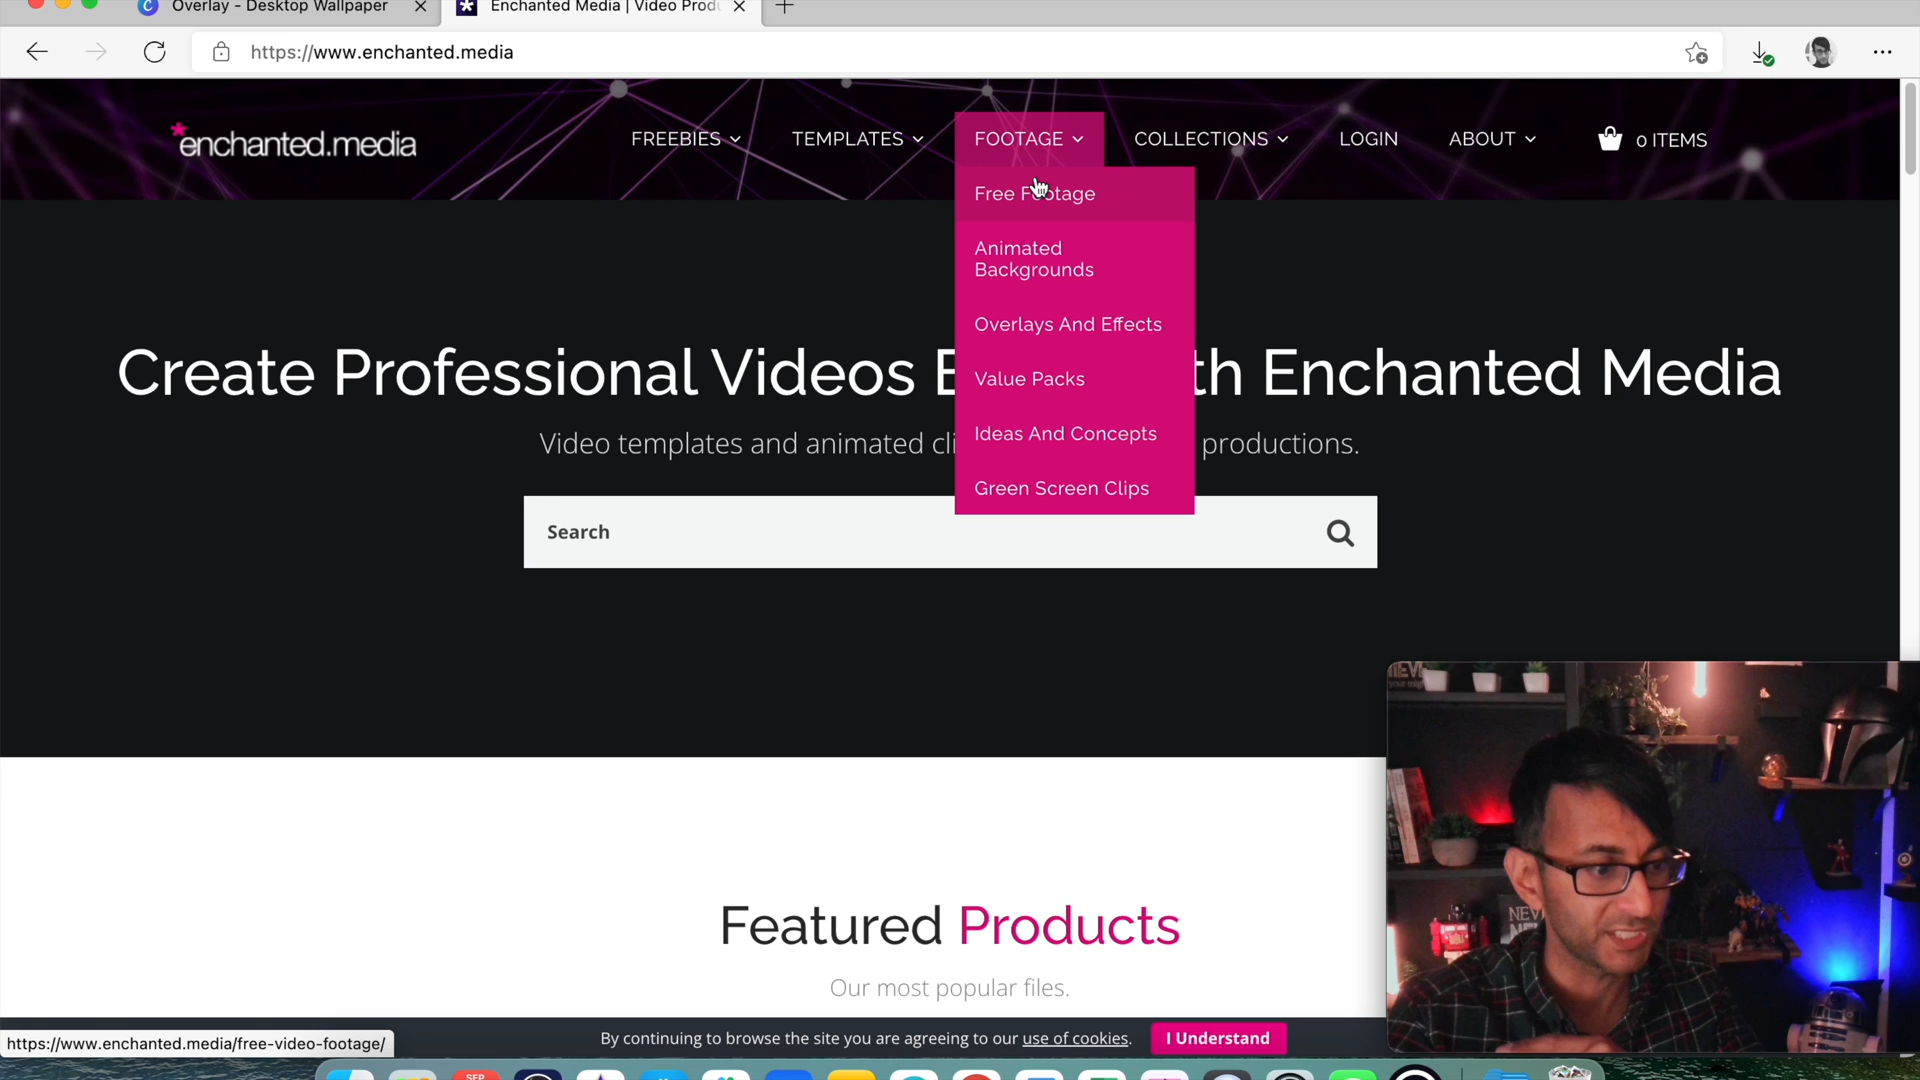 Overlay - Desktop Wallpaper
Enchanted Media | Video Produ
https://www.enchanted.media
*enchanted.media
FREEBIES
TEMPLATES
FOOTAGE
COLLECTIONS
LOGIN
ABOUT
0 ITEMS
Free Footage
Animated
Backgrounds
Overlays And Effects
Value Packs
Ideas And Concepts
Green Screen Clips
Create Professional Videos E th Enchanted Media
Video templates and animated cli productions.
Search
Featured Products
Our most popular files.
By continuing to browse the site you are agreeing to our use of cookies.
I Understand
https://www.enchanted.media/free-video-footage/
SEP